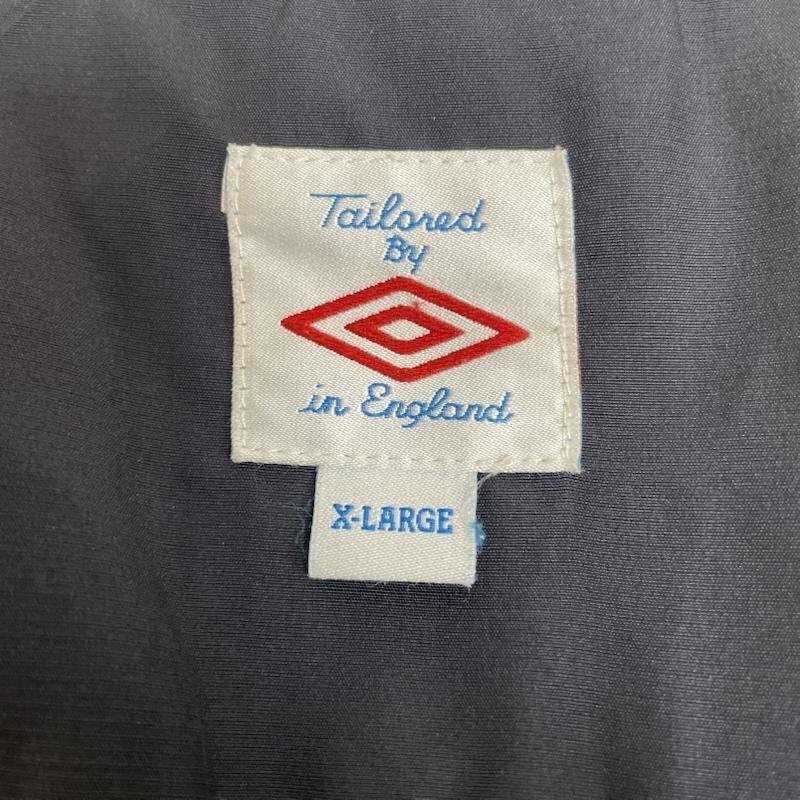 Tailored
By
in England
X-LARGE